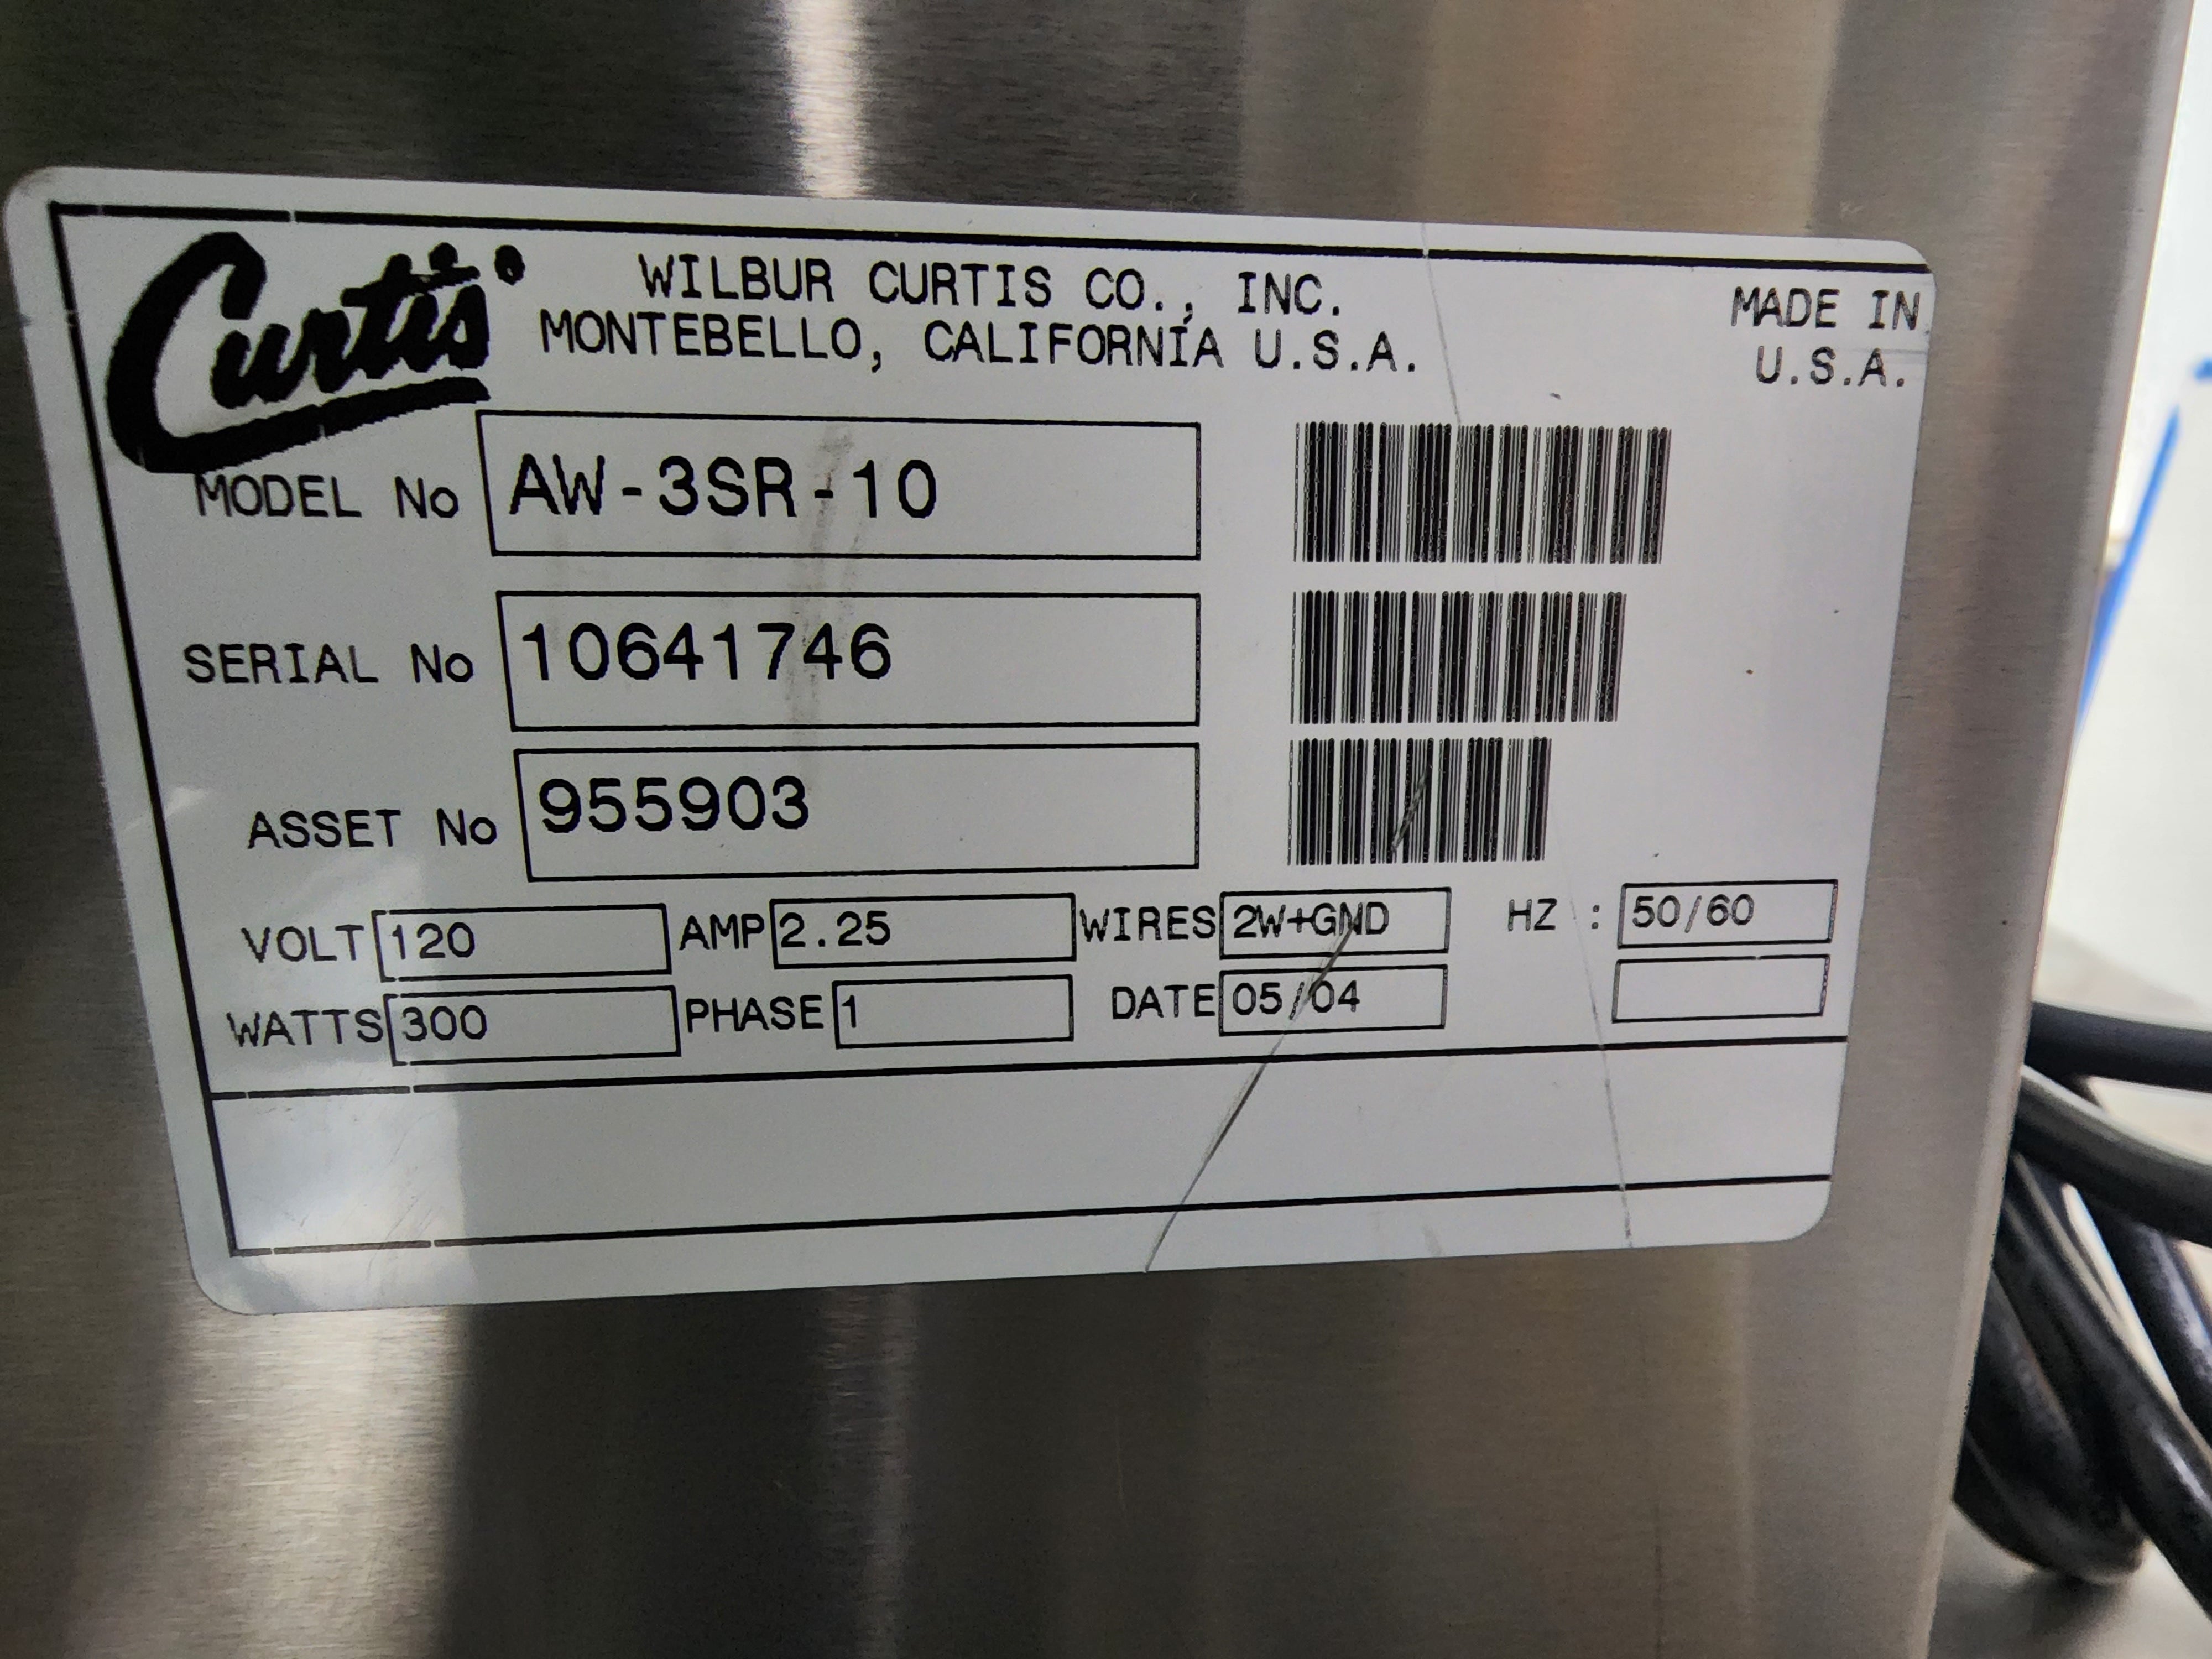 Curtis
WILBUR CURTIS CO., INC.
MONTEBELLO, CALIFORNIA U.S.A.
MADE IN
U.S.A.
MODEL No AW-3SR-10
SERIAL No 10641746
ASSET No 955903
VOLT 120 AMP 2.25 WIRES 2W+GND HZ : 50/60
WATTS 300 PHASE 1 DATE 05/04